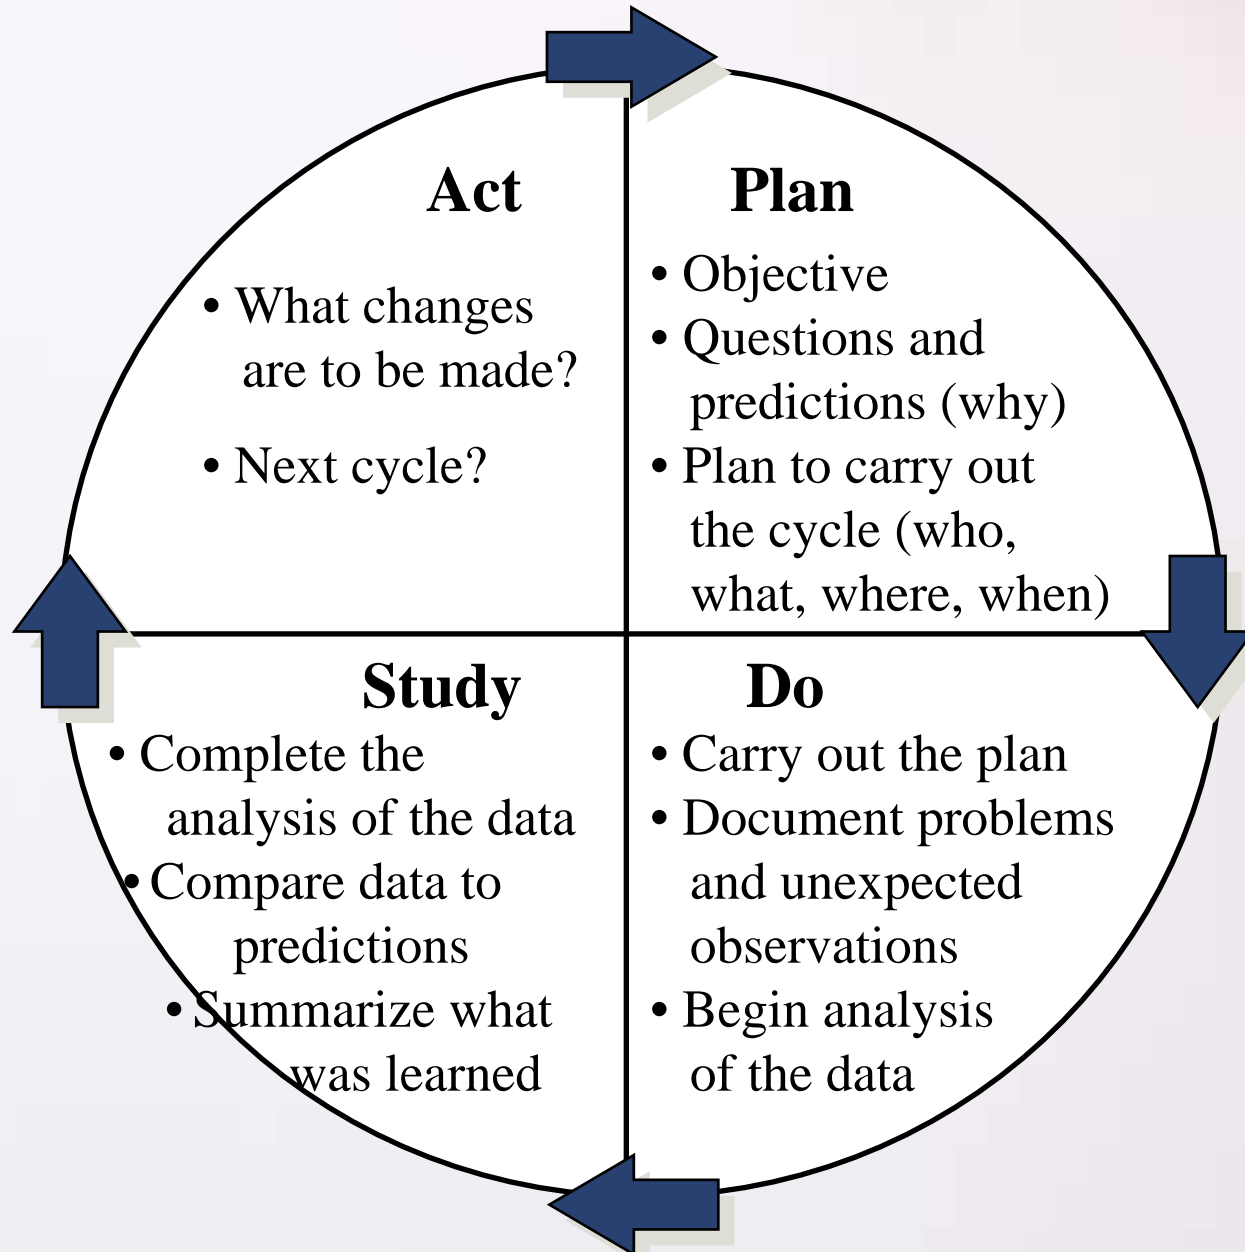 Act
• What changes
are to be made?
• Next cycle?
Plan
• Objective
• Questions and
predictions (why)
• Plan to carry out
the cycle (who,
what, where, when)
Study
• Complete the
analysis of the data
• Compare data to
predictions
• Summarize what
was learned
Do
• Carry out the plan
• Document problems
and unexpected
observations
• Begin analysis
of the data